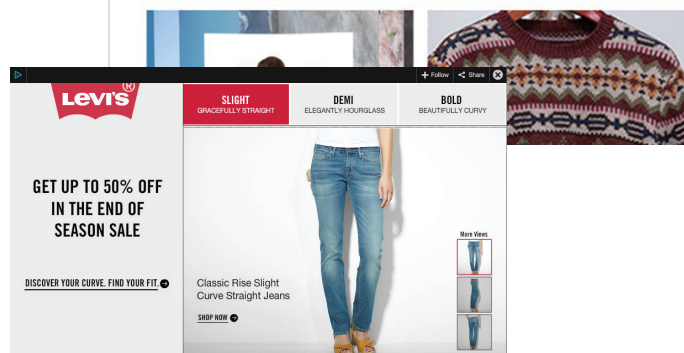 + Follow
Share
LEVI'S®
SLIGHT
GRACEFULLY STRAIGHT
DEMI
ELEGANTLY HOURGLASS
BOLD
BEAUTIFULLY CURVY
GET UP TO 50% OFF
IN THE END OF
SEASON SALE
DISCOVER YOUR CURVE. FIND YOUR FIT.
More Views
Classic Rise Slight
Curve Straight Jeans
SHOP NOW